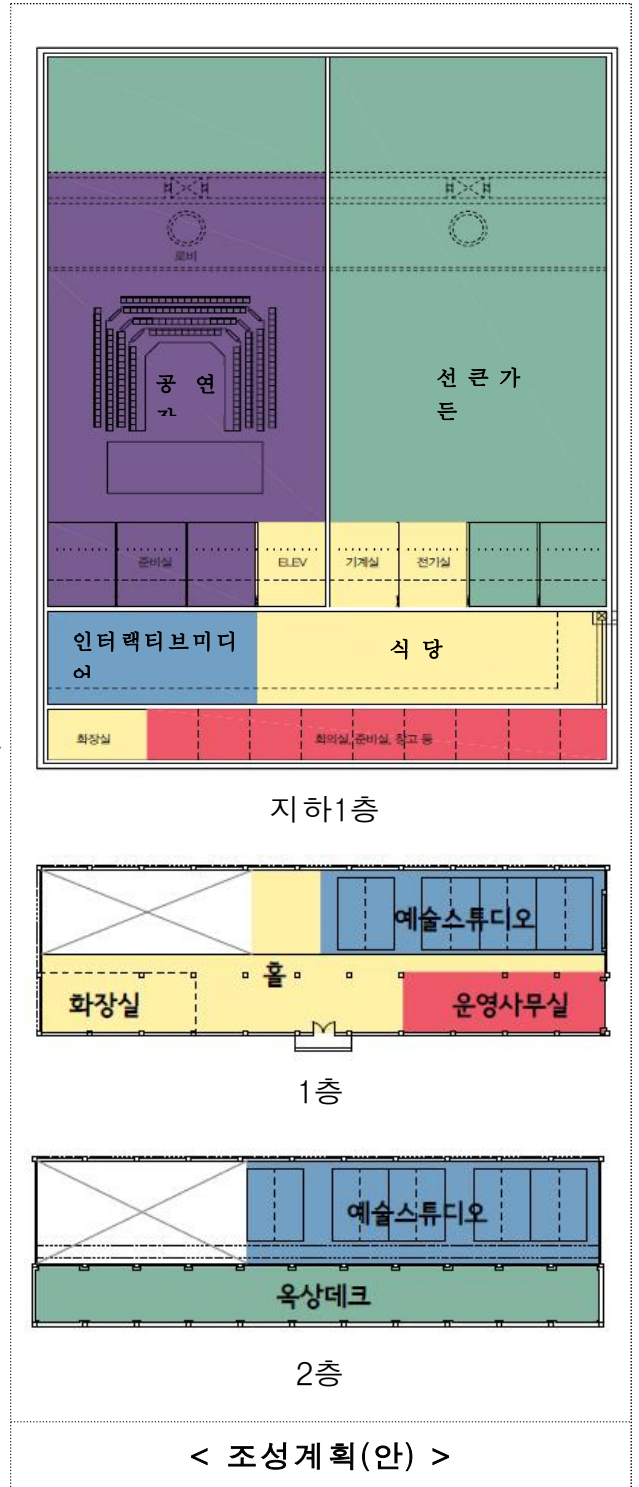 로비
공 연
선 큰 가
든
준비실
ELEV
기계실
전기실
인터랙티브미디
어
식 당
화장실
회의실, 준비실, 창고 등
지하1층
예술스튜디오
홀
화장실
운영사무실
1층
예술스튜디오
옥상데크
2층
< 조성계획(안) >